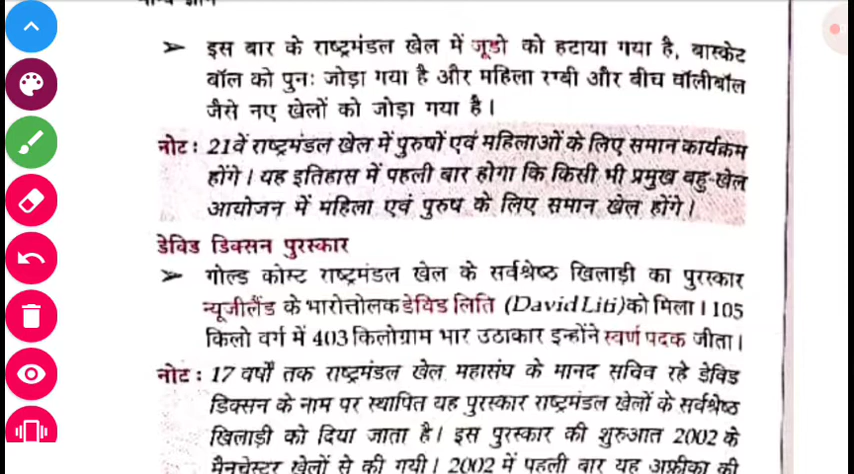 ➢ इस बार के राष्ट्रमंडल खेल में जूडो को हटाया गया है, बास्केट
बॉल को पुनः जोड़ा गया है और महिला रग्बी और बीच वॉलीबॉल
जैसे नए खेलों को जोड़ा गया है।
नोट : 21वें राष्ट्रमंडल खेल में पुरुषों एवं महिलाओं के लिए समान कार्यक्रम
होंगे। यह इतिहास में पहली बार होगा कि किसी भी प्रमुख बहु-खेल
आयोजन में महिला एवं पुरुष के लिए समान खेल होंगे।
डेविड डिक्सन पुरस्कार
➢ गोल्ड कोस्ट राष्ट्रमंडल खेल के सर्वश्रेष्ठ खिलाड़ी का पुरस्कार
न्यूजीलैंड के भारोत्तोलक डेविड लिति (David Liti) को मिला। 105
किलो वर्ग में 403 किलोग्राम भार उठाकार इन्होंने स्वर्ण पदक जीता।
नोट : 17 वर्षों तक राष्ट्रमंडल खेल महासंघ के मानद सचिव रहे डेविड
डिक्सन के नाम पर स्थापित यह पुरस्कार राष्ट्रमंडल खेलों के सर्वश्रेष्ठ
खिलाड़ी को दिया जाता है। इस पुरस्कार की शुरुआत 2002 के
मैनचेस्टर खेलों से की गयी। 2002 में पहली बार यह अफ्रीका की